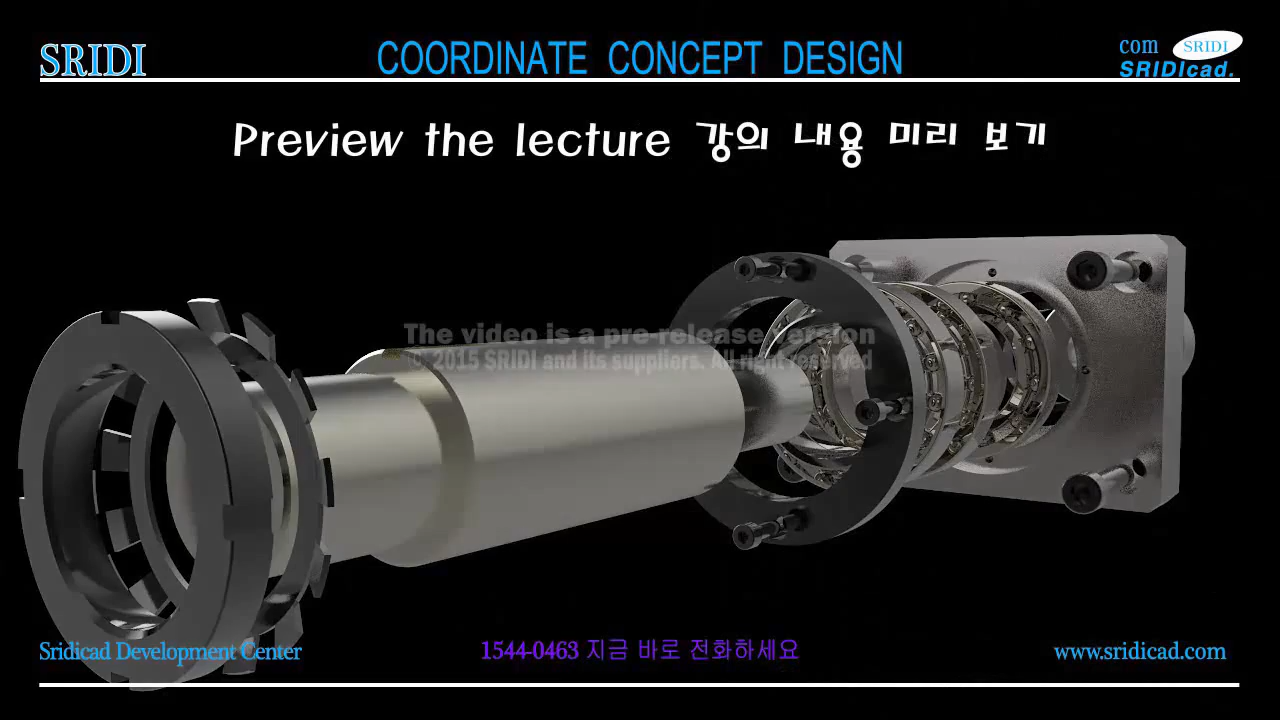 SRIDI
COORDINATE CONCEPT DESIGN
com SRIDI
SRIDIcad.
Preview the lecture 강의 내용 미리 보기
The video is a pre-release version
© 2015 SRIDI and its suppliers. All right reserved
Sridicad Development Center
1544-0463 지금 바로 전화하세요
www.sridicad.com